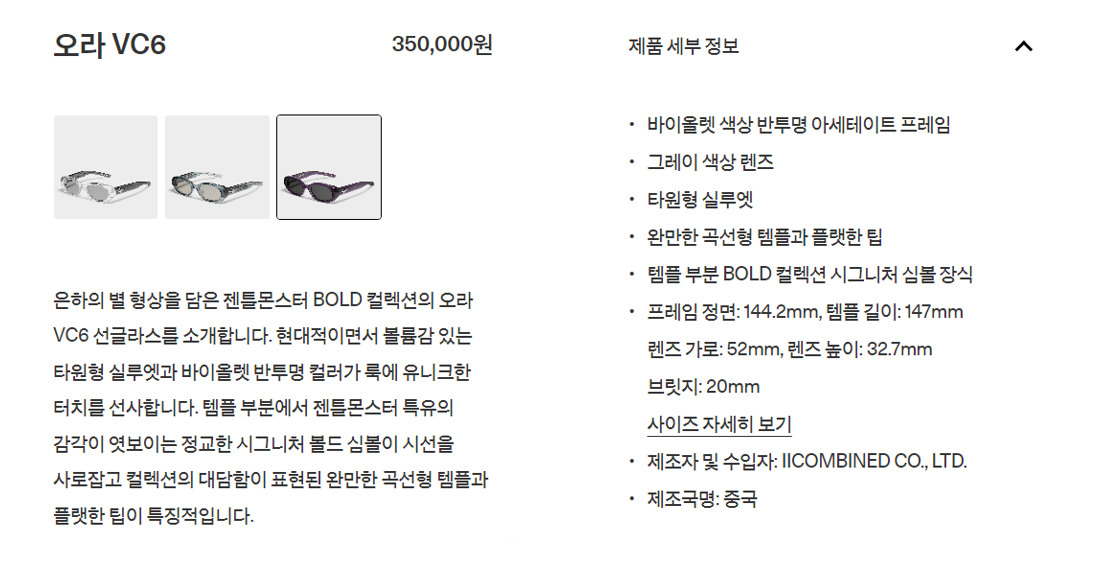 오라 VC6
350,000원
은하의 별 형상을 담은 젠틀몬스터 BOLD 컬렉션의 오라
VC6 선글라스를 소개합니다. 현대적이면서 볼륨감 있는
타원형 실루엣과 바이올렛 반투명 컬러가 룩에 유니크한
터치를 선사합니다. 템플 부분에서 젠틀몬스터 특유의
감각이 엿보이는 정교한 시그니처 볼드 심볼이 시선을
사로잡고 컬렉션의 대담함이 표현된 완만한 곡선형 템플과
플랫한 팁이 특징적입니다.
제품 세부 정보
• 바이올렛 색상 반투명 아세테이트 프레임
• 그레이 색상 렌즈
• 타원형 실루엣
• 완만한 곡선형 템플과 플랫한 팁
• 템플 부분 BOLD 컬렉션 시그니처 심볼 장식
• 프레임 정면: 144.2mm, 템플 길이: 147mm
렌즈 가로: 52mm, 렌즈 높이: 32.7mm
브릿지: 20mm
사이즈 자세히 보기
• 제조자 및 수입자: IICOMBINED CO., LTD.
• 제조국명: 중국